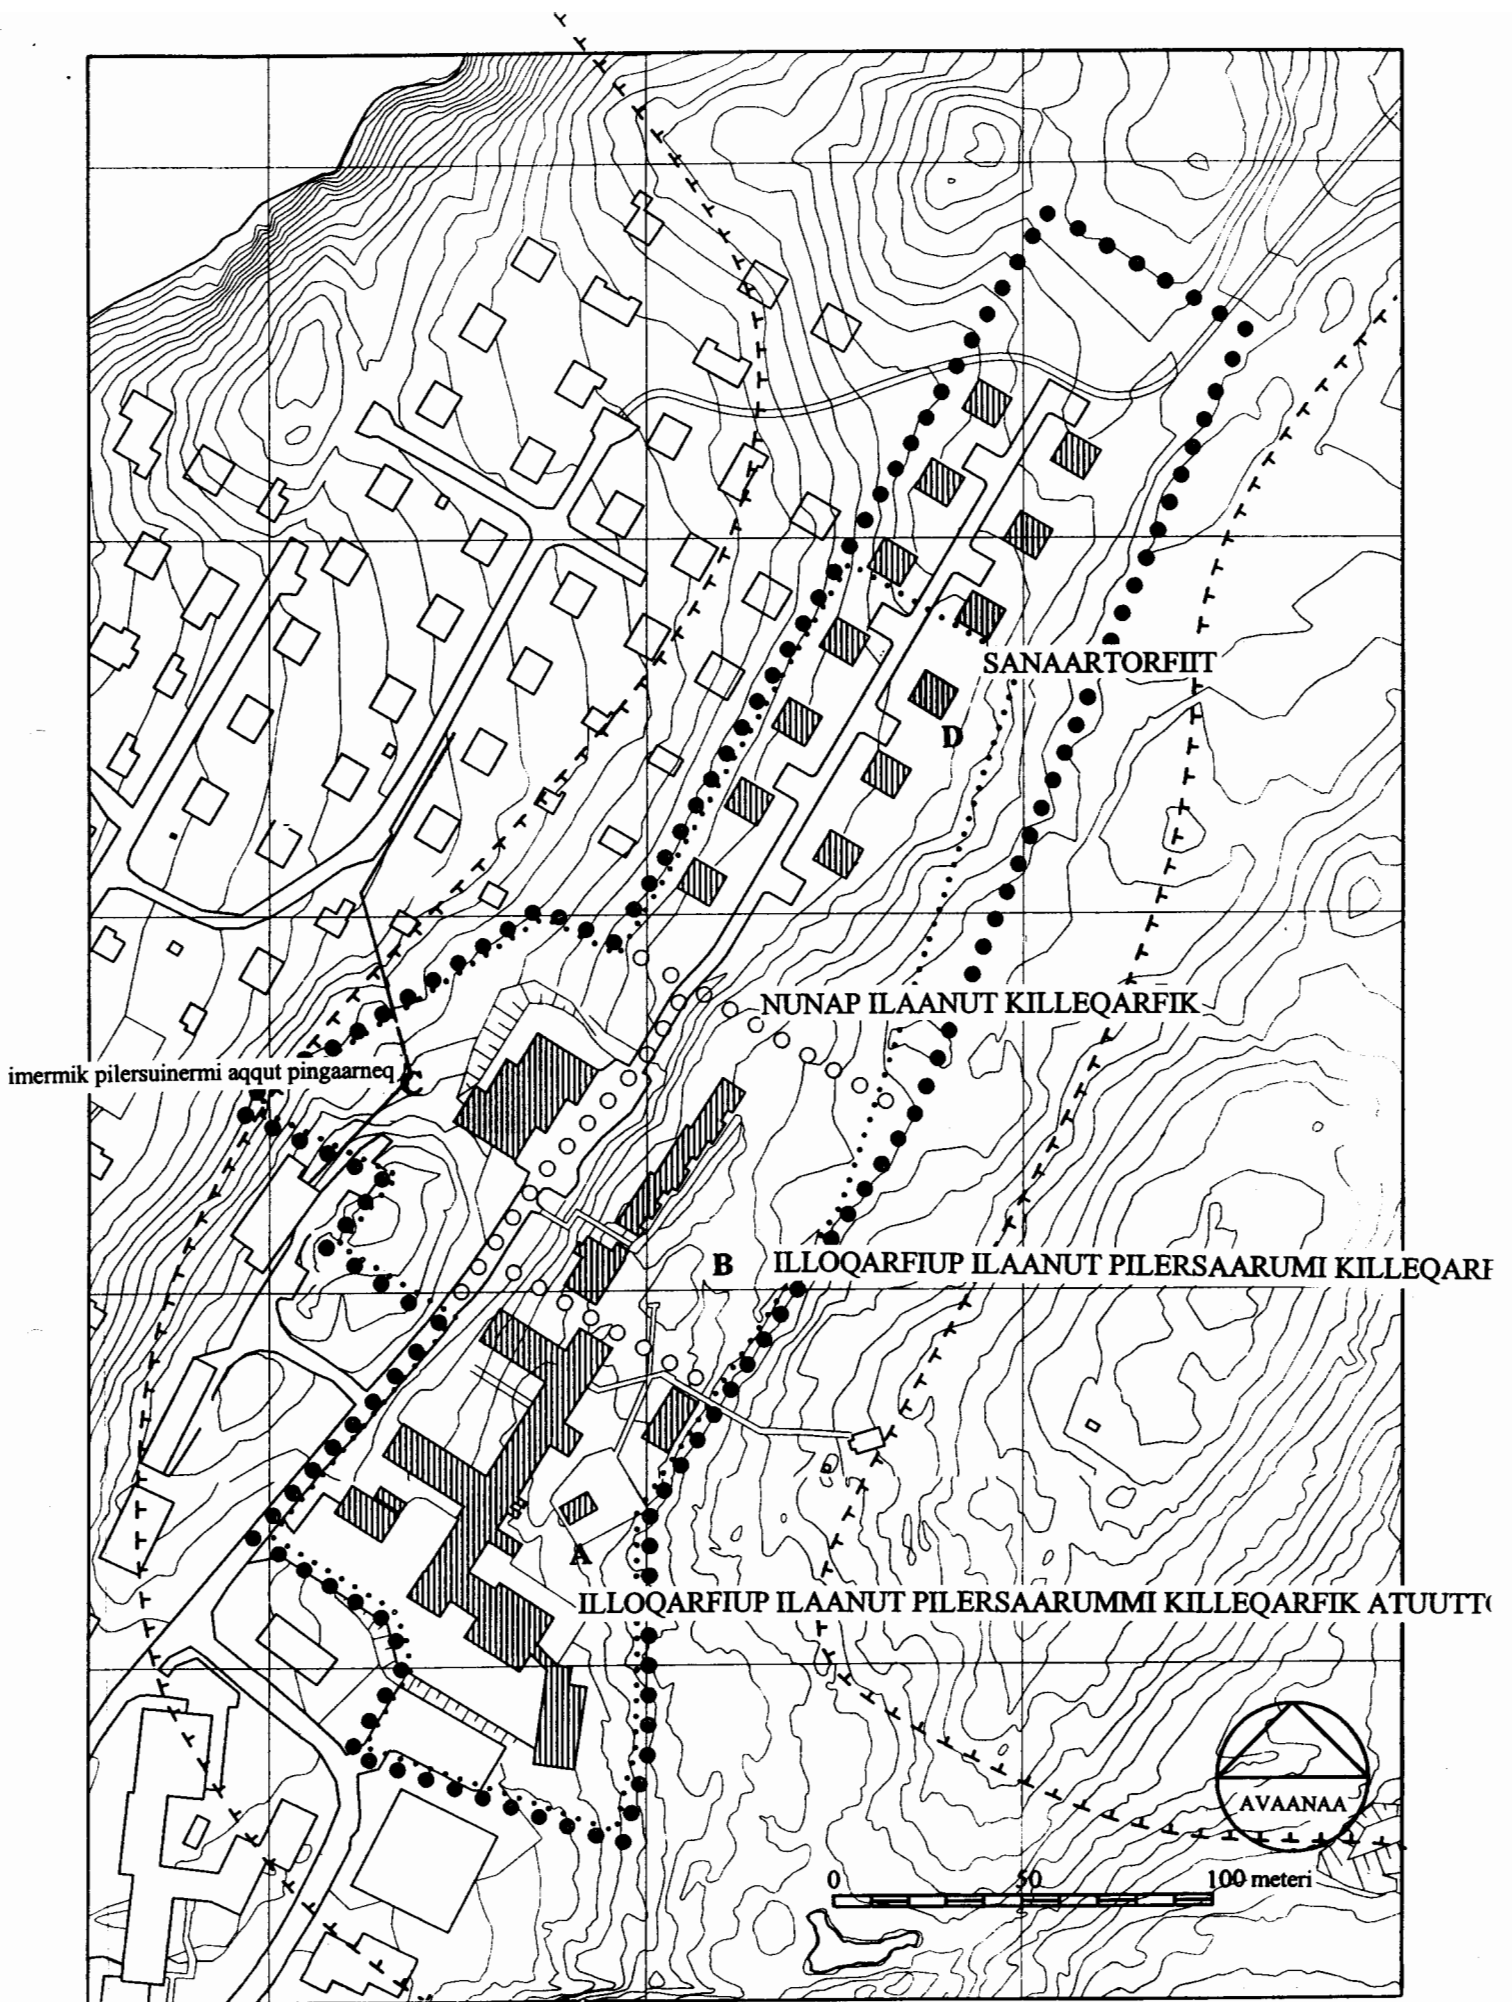 SANAARTORFIIT
D
NUNAP ILAANUT KILLEQARFIK
imermik pilersuinermi aqqut pingaarneq C
B ILLOQARFIUP ILAANUT PILERSAARUMI KILLEQARF
A
ILLOQARFIUP ILAANUT PILERSAARUMMI KILLEQARFIK ATUUTTO
AVAANAA
0 50 100 meteri